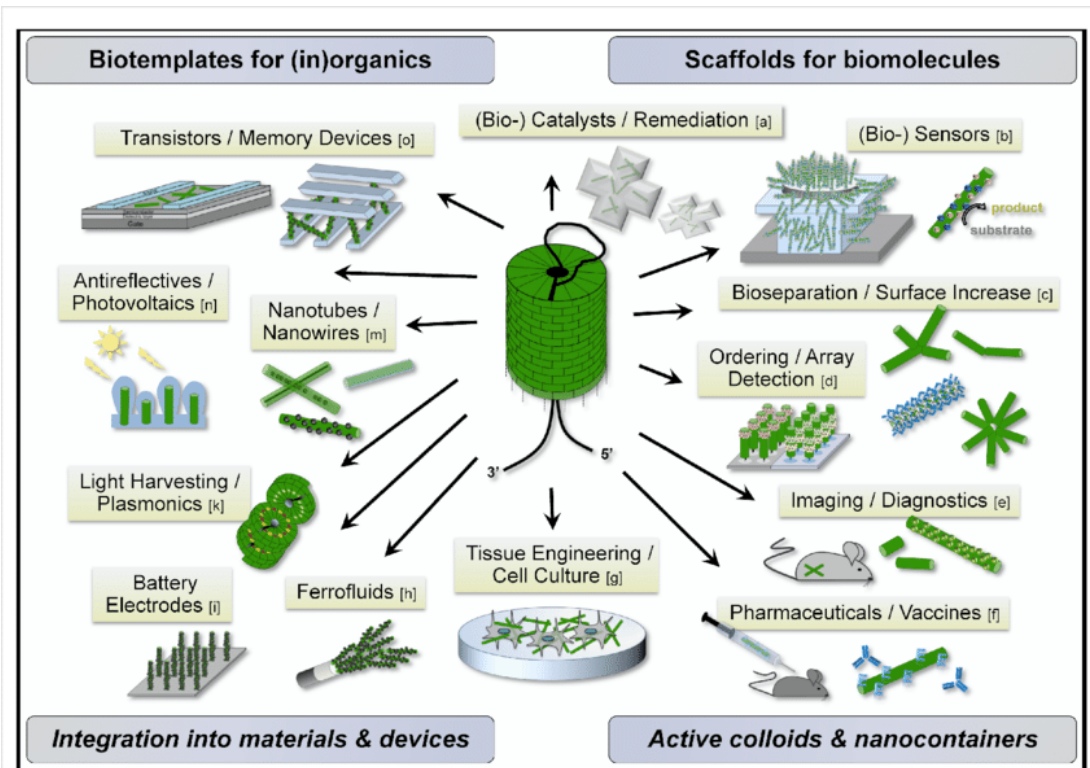 Biotemplates for (in)organics
Scaffolds for biomolecules
(Bio-) Catalysts / Remediation [a]
Transistors / Memory Devices [o]
(Bio-) Sensors [b]
Gate
product
substrate
Antireflectives /
Photovoltaics [n]
Nanotubes /
Nanowires [m]
Bioseparation / Surface Increase [c]
Ordering / Array
Detection [d]
3'
5'
Light Harvesting /
Plasmonics [k]
Imaging / Diagnostics [e]
Tissue Engineering /
Cell Culture [g]
Battery
Electrodes [i]
Ferrofluids [h]
Pharmaceuticals / Vaccines [f]
Integration into materials & devices
Active colloids & nanocontainers